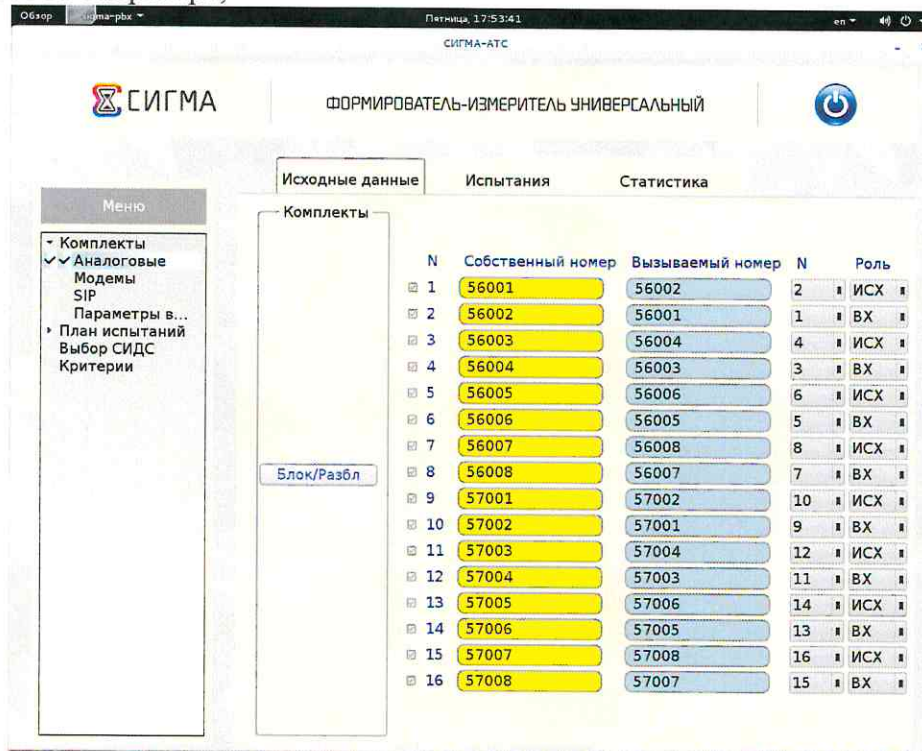 Обзор sigma-pbx Пятница, 17:53:41 en
СИГМА-АТС
СИГМА ФОРМИРОВАТЕЛЬ-ИЗМЕРИТЕЛЬ УНИВЕРСАЛЬНЫЙ
Исходные данные Испытания Статистика
Меню
Комплекты
Аналоговые
Модемы
SIP
Параметры в...
План испытаний
Выбор СИДС
Критерии
Комплекты
Блок/Разбл
N Собственный номер Вызываемый номер N Роль
1 56001 56002 2 ИСХ
2 56002 56001 1 ВХ
3 56003 56004 4 ИСХ
4 56004 56003 3 ВХ
5 56005 56006 6 ИСХ
6 56006 56005 5 ВХ
7 56007 56008 8 ИСХ
8 56008 56007 7 ВХ
9 57001 57002 10 ИСХ
10 57002 57001 9 ВХ
11 57003 57004 12 ИСХ
12 57004 57003 11 ВХ
13 57005 57006 14 ИСХ
14 57006 57005 13 ВХ
15 57007 57008 16 ИСХ
16 57008 57007 15 ВХ